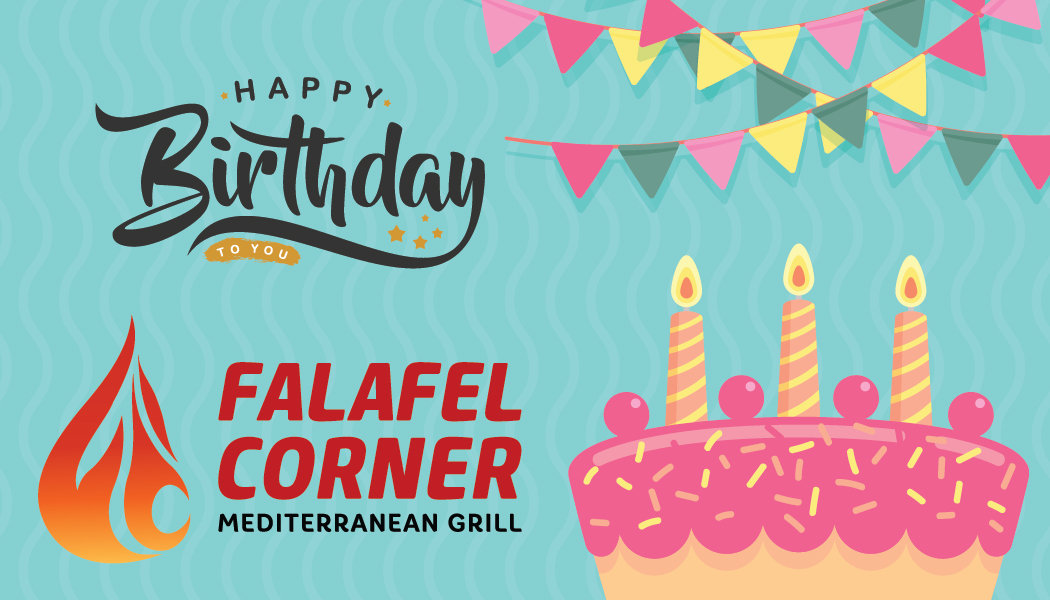 HAPPY
Birthday
TO YOU
FALAFEL
CORNER
MEDITERRANEAN GRILL